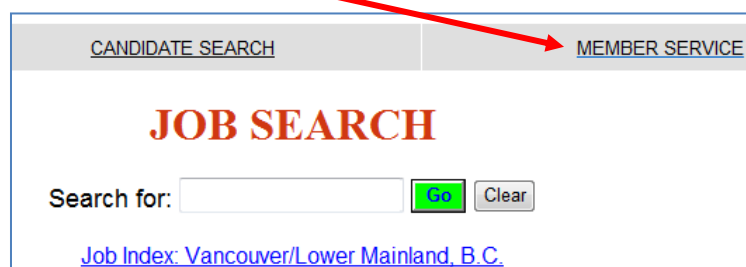 CANDIDATE SEARCH MEMBER SERVICE
JOB SEARCH
Search for: Go Clear
Job Index: Vancouver/Lower Mainland, B.C.